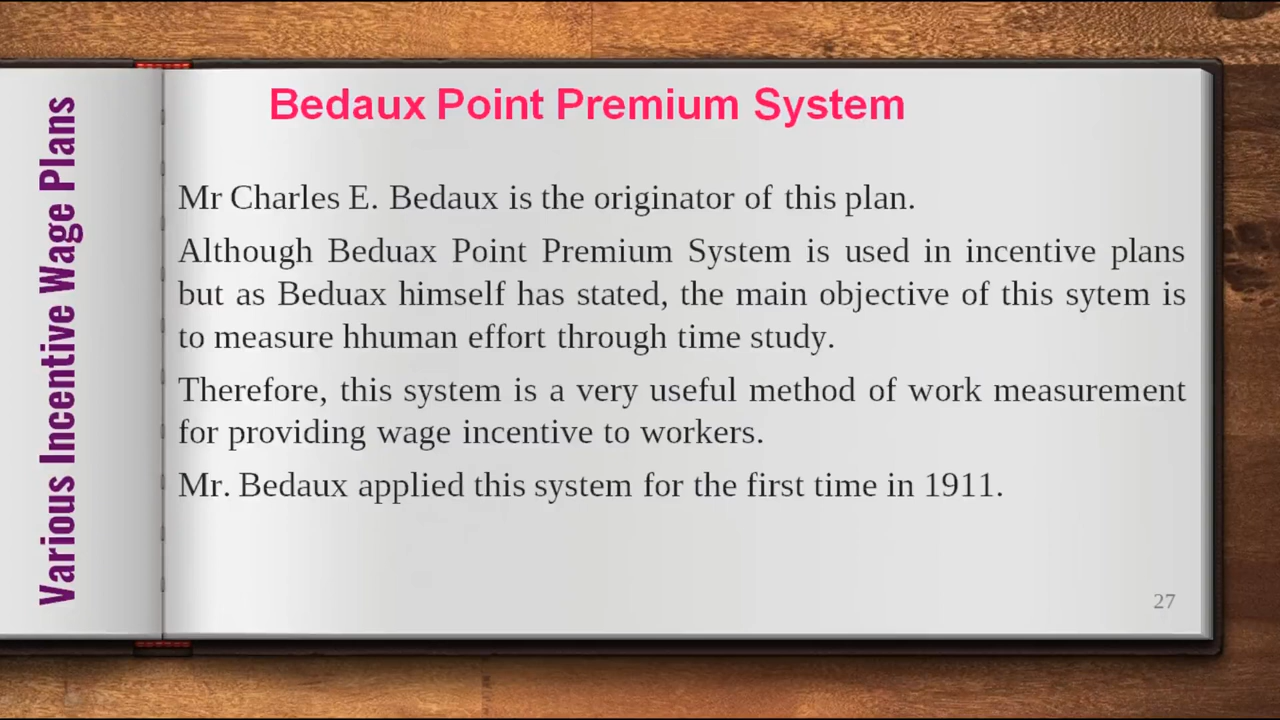 Various Incentive Wage Plans
Bedaux Point Premium System
Mr Charles E. Bedaux is the originator of this plan.
Although Beduax Point Premium System is used in incentive plans
but as Beduax himself has stated, the main objective of this sytem is
to measure hhuman effort through time study.
Therefore, this system is a very useful method of work measurement
for providing wage incentive to workers.
Mr. Bedaux applied this system for the first time in 1911.
27